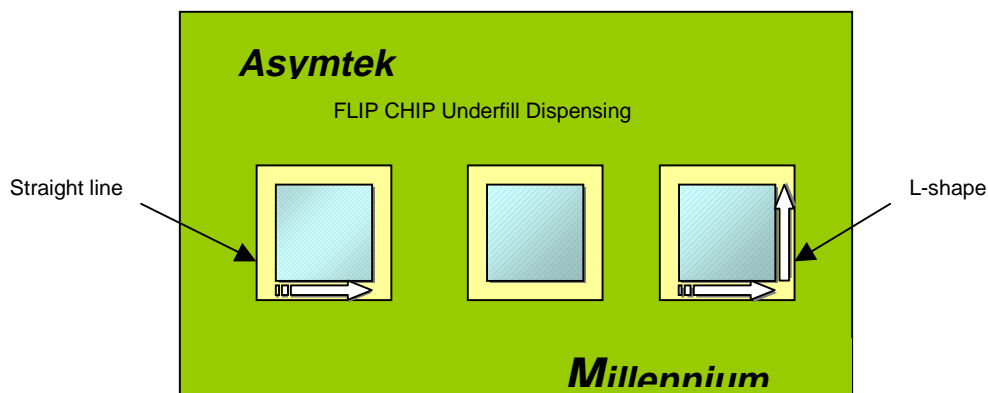 Asymtek
FLIP CHIP Underfill Dispensing
Straight line
L-shape
Millennium